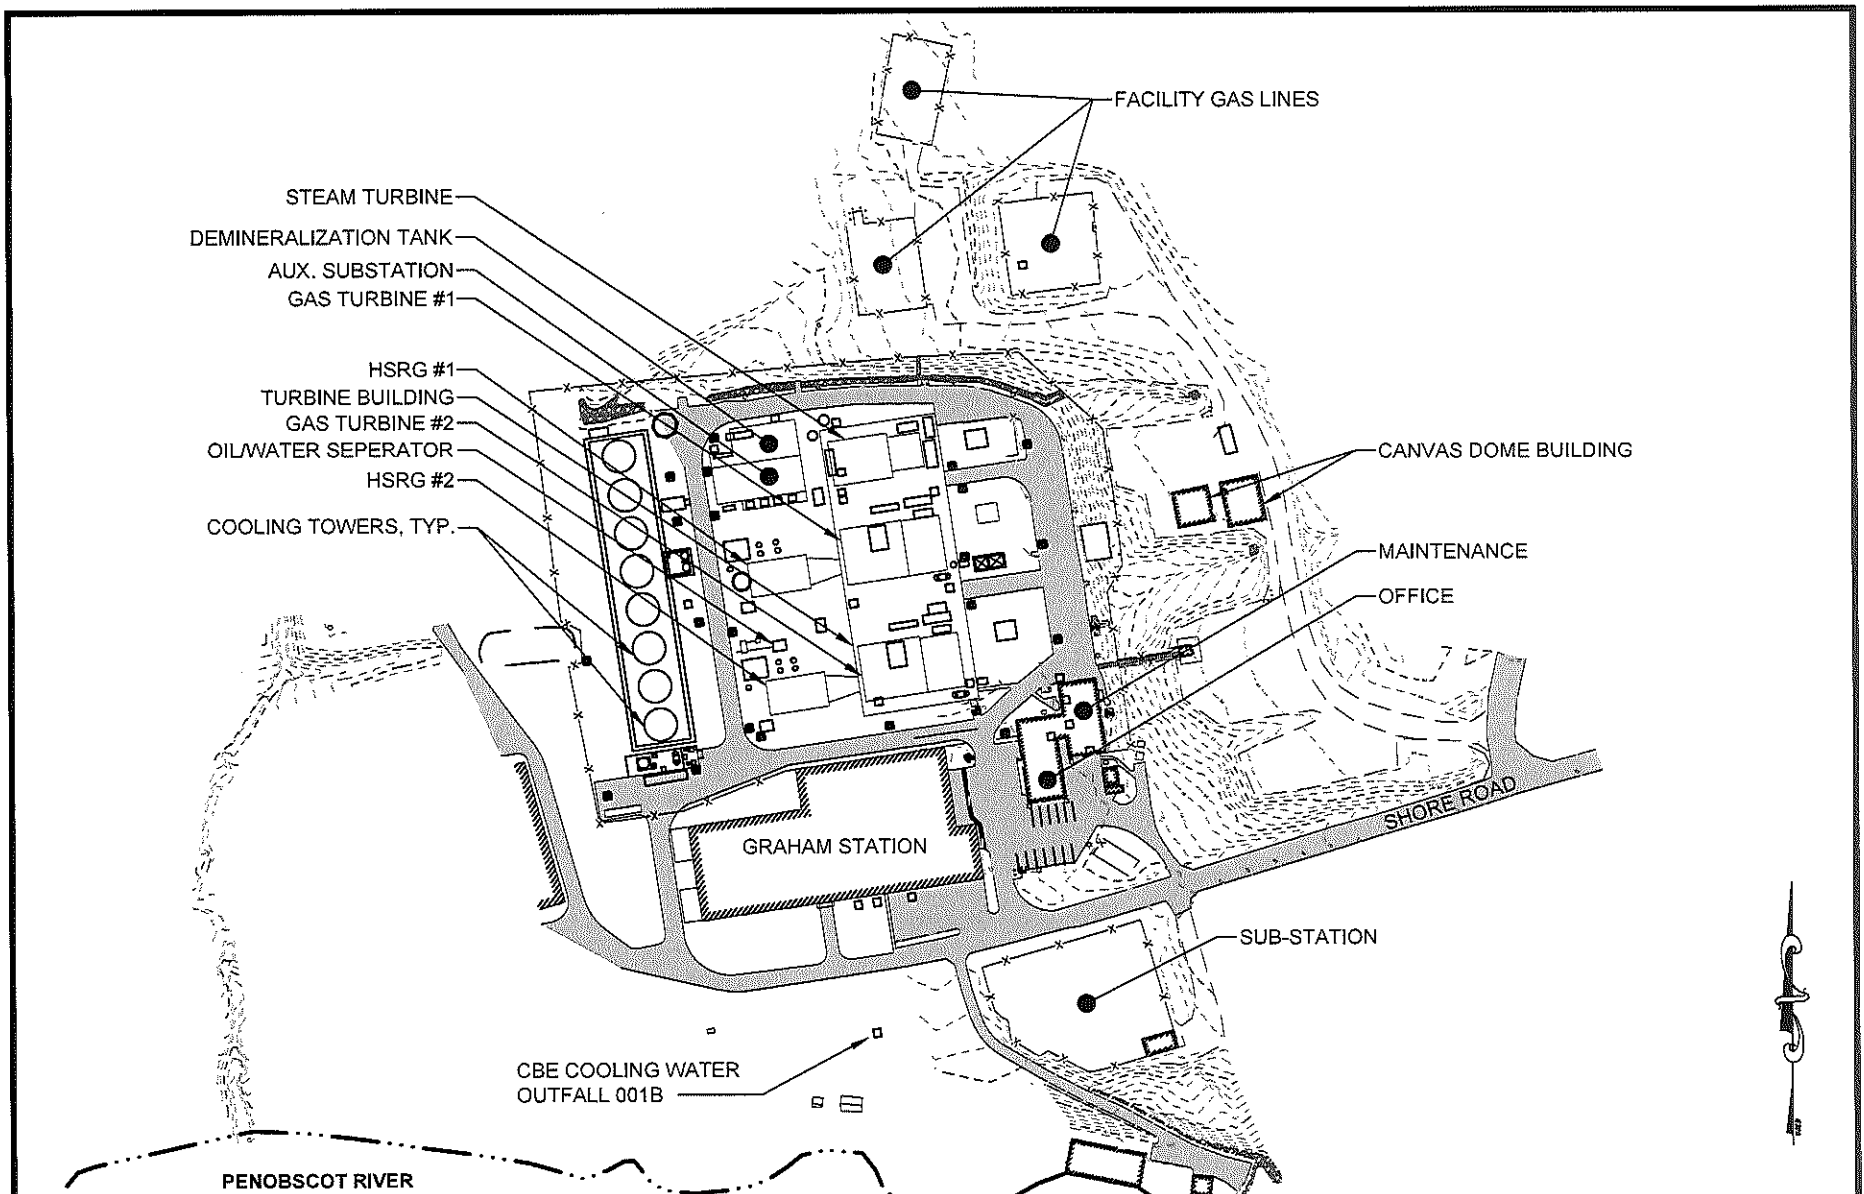 FACILITY GAS LINES
STEAM TURBINE
DEMINERALIZATION TANK
AUX. SUBSTATION
GAS TURBINE #1
HSRG #1
TURBINE BUILDING
GAS TURBINE #2
OIL/WATER SEPERATOR
HSRG #2
COOLING TOWERS, TYP.
CANVAS DOME BUILDING
MAINTENANCE
OFFICE
SHORE ROAD
GRAHAM STATION
SUB-STATION
CBE COOLING WATER
OUTFALL 001B
PENOBSCOT RIVER